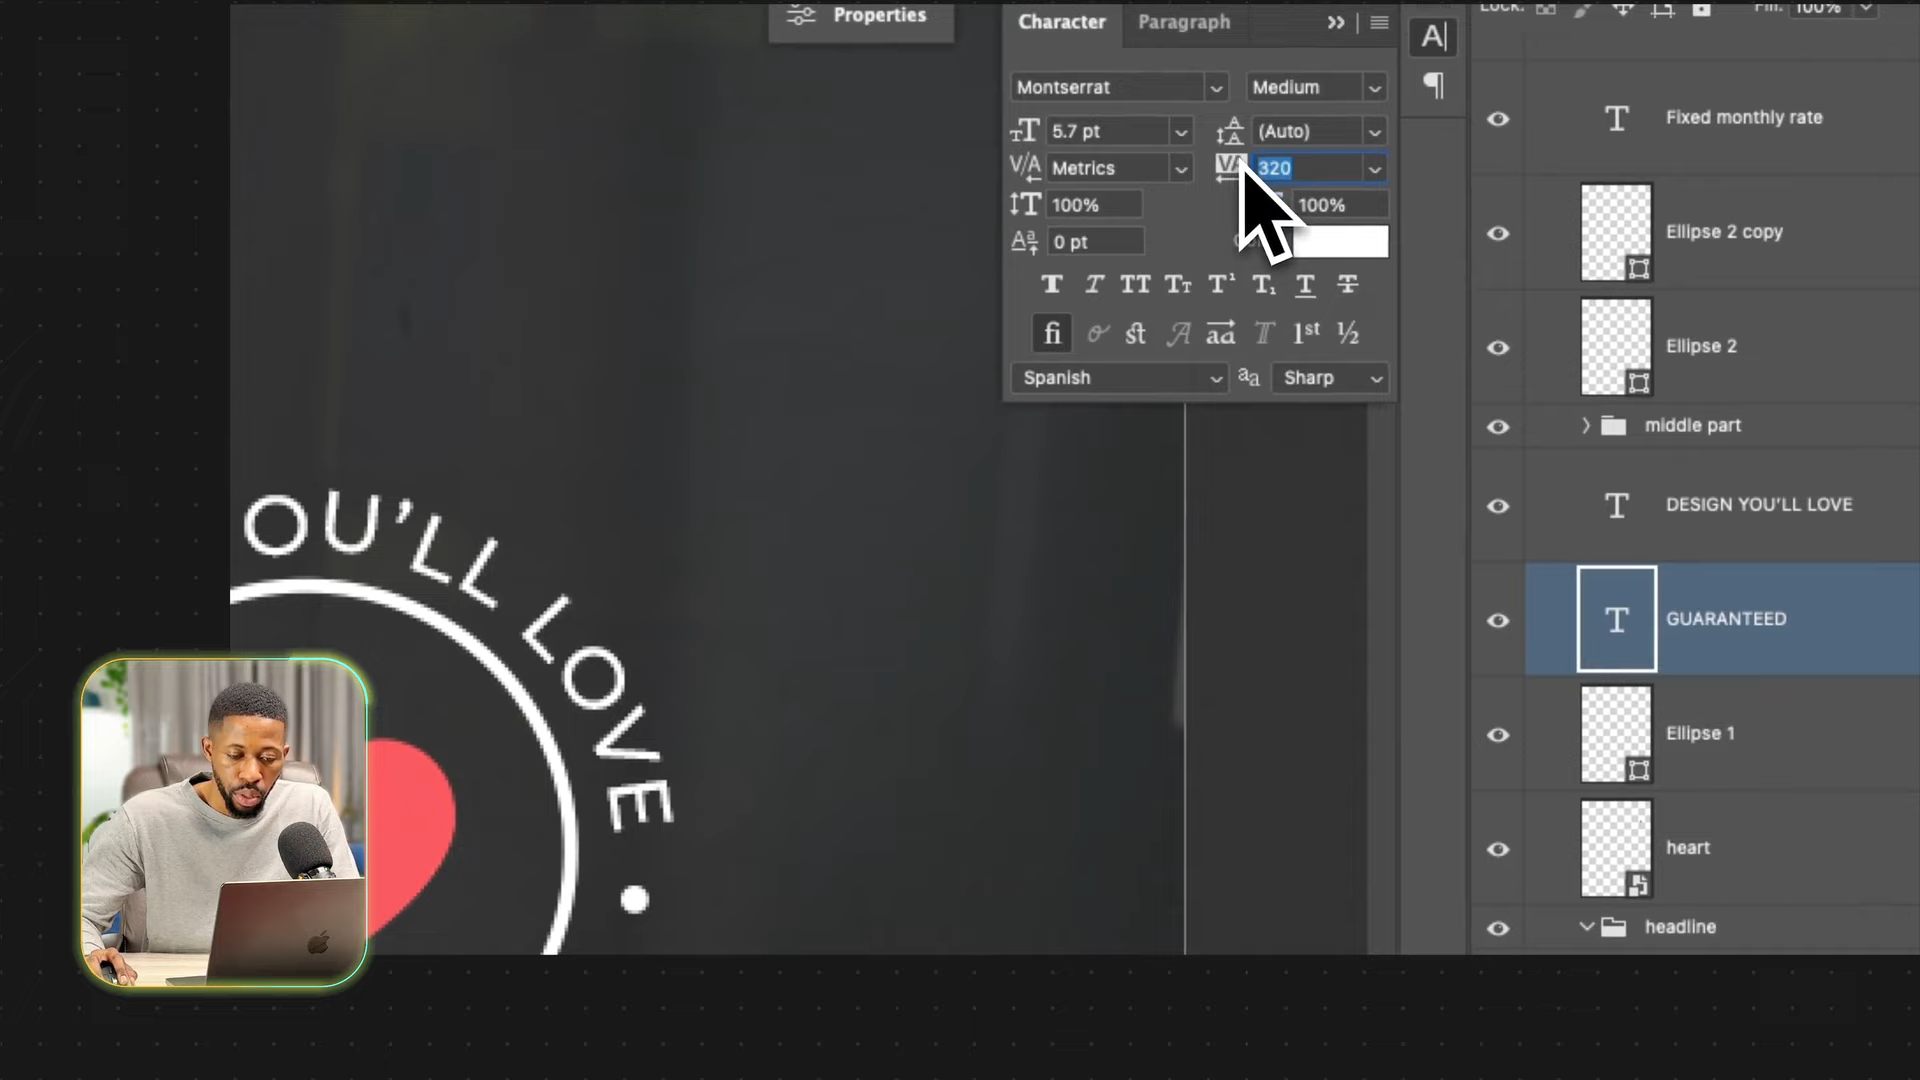 Properties
Character Paragraph
Lock: Fill: 100%
Montserrat Medium
5.7 pt (Auto)
Metrics 320
100% 100%
0 pt
Spanish Sharp
Fixed monthly rate
Ellipse 2 copy
Ellipse 2
middle part
DESIGN YOU'LL LOVE
GUARANTEED
Ellipse 1
heart
headline
OU’LL LOVE